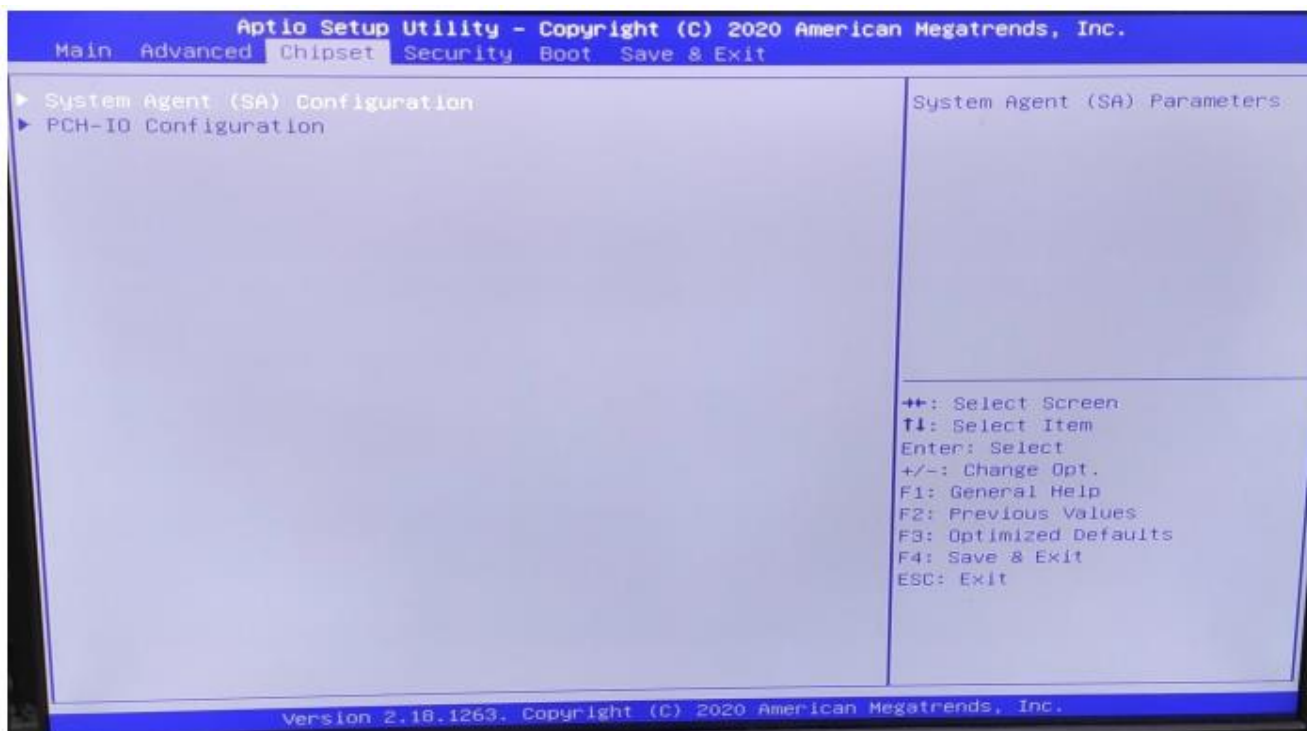 Aptio Setup Utility - Copyright (C) 2020 American Megatrends, Inc.
Main Advanced Chipset Security Boot Save & Exit
► System Agent (SA) Configuration
► PCH-IO Configuration
System Agent (SA) Parameters
→←: Select Screen
↑↓: Select Item
Enter: Select
+/-: Change Opt.
F1: General Help
F2: Previous Values
F3: Optimized Defaults
F4: Save & Exit
ESC: Exit
Version 2.18.1263. Copyright (C) 2020 American Megatrends, Inc.